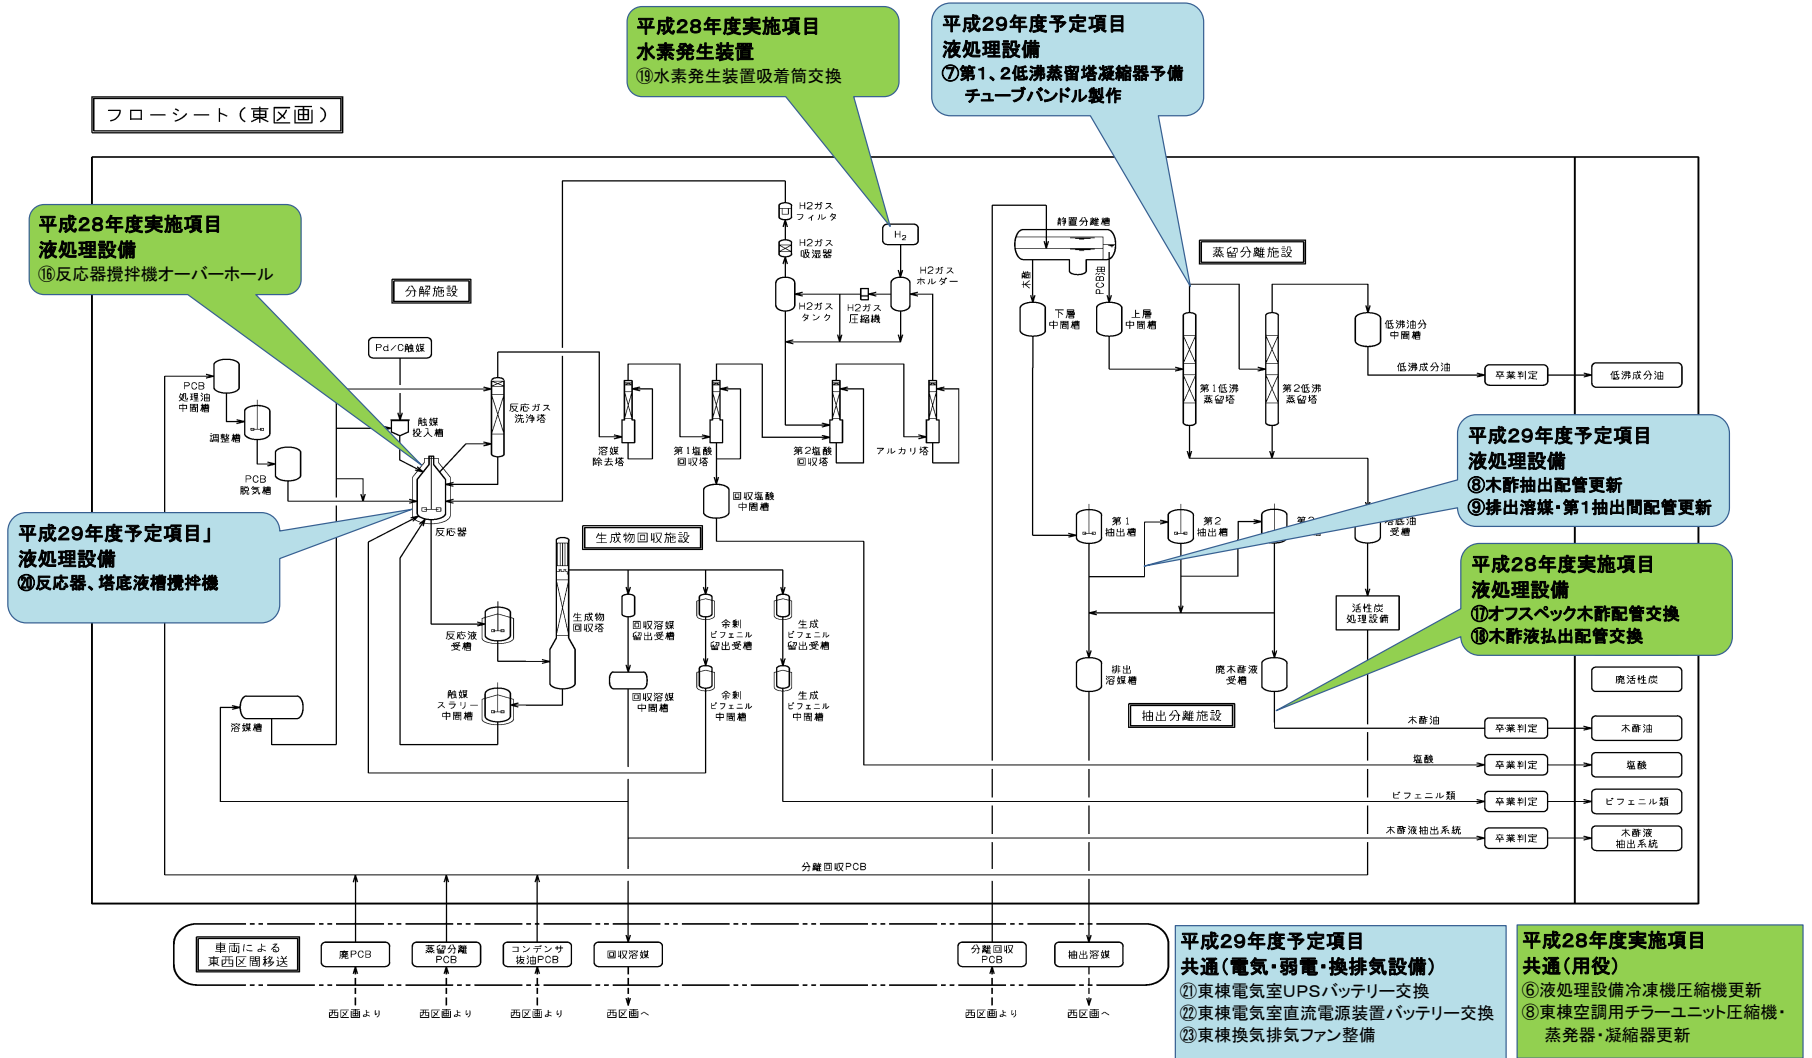 平成28年度実施項目
水素発生装置
⑲水素発生装置吸着筒交換
平成29年度予定項目
液処理設備
⑦第1、2低沸蒸留塔凝縮器予備
チューブバンドル製作
フローシート(東区画)
平成28年度実施項目
液処理設備
⑯反応器攪拌機オーバーホール
分解施設
H2ガス
フィルタ
H2ガス
吸湿器
H₂
H2ガス
ホルダー
H2ガス
タンク
H2ガス
圧縮機
静置分離槽
蒸留分離施設
木酢
PCB油
下層
中間槽
上層
中間槽
低沸油分
中間槽
第1低沸
蒸留塔
第2低沸
蒸留塔
低沸成分油
卒業判定
低沸成分油
Pd/C触媒
PCB
処理油
中間槽
調整槽
PCB
脱気槽
触媒
投入槽
反応ガス
洗浄塔
溶媒
除去塔
第1塩酸
回収塔
第2塩酸
回収塔
アルカリ塔
回収塩酸
中間槽
反応器
平成29年度予定項目」
液処理設備
⑳反応器、塔底液槽攪拌機
生成物回収施設
平成29年度予定項目
液処理設備
⑧木酢抽出配管更新
⑨排出溶媒・第1抽出間配管更新
第1
抽出槽
第2
抽出槽
受槽
平成28年度実施項目
液処理設備
⑰オフスペック木酢配管交換
⑱木酢液払出配管交換
活性炭
処理設備
反応液
受槽
生成物
回収塔
回収溶媒
留出受槽
余剰
ビフェニル
留出受槽
生成
ビフェニル
留出受槽
触媒
スラリー
中間槽
回収溶媒
中間槽
余剰
ビフェニル
中間槽
生成
ビフェニル
中間槽
溶媒槽
排出
溶媒槽
廃木酢液
受槽
抽出分離施設
廃活性炭
木酢油
卒業判定
木酢油
塩酸
卒業判定
塩酸
ビフェニル類
卒業判定
ビフェニル類
木酢液抽出系統
卒業判定
木酢液
抽出系統
分離回収PCB
車両による
東西区間移送
廃PCB
蒸留分離
PCB
コンデンサ
抜油PCB
回収溶媒
分離回収
PCB
抽出溶媒
西区画より
西区画より
西区画より
西区画へ
西区画より
西区画へ
平成29年度予定項目
共通(電気・弱電・換排気設備)
㉑東棟電気室UPSバッテリー交換
㉒東棟電気室直流電源装置バッテリー交換
㉓東棟換気排気ファン整備
平成28年度実施項目
共通(用役)
⑥液処理設備冷凍機圧縮機更新
⑧東棟空調用チラーユニット圧縮機・
蒸発器・凝縮器更新